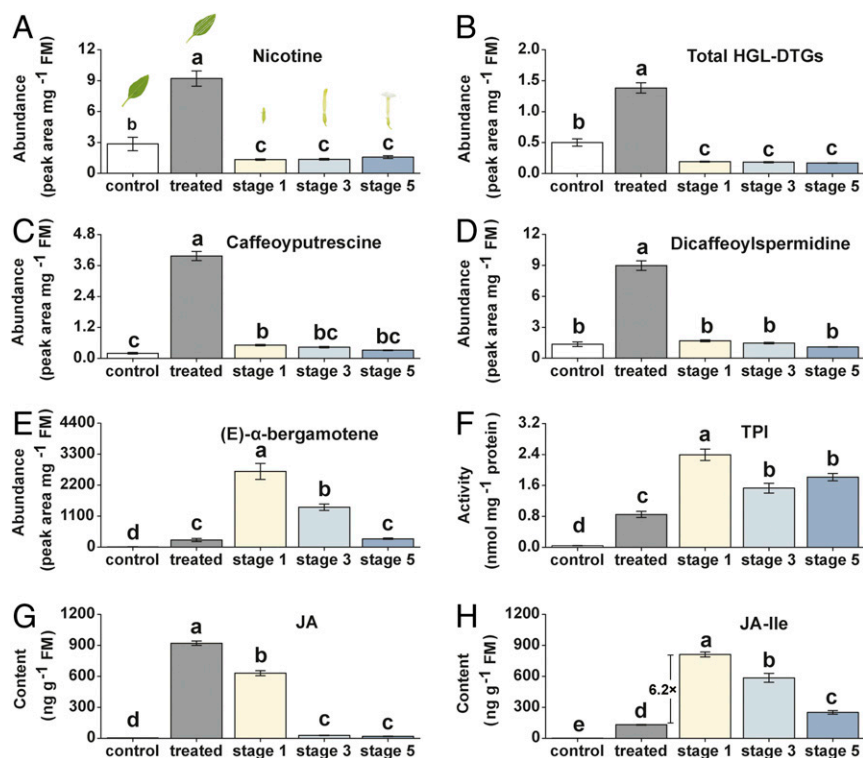 A
Nicotine
Abundance
(peak area mg -1 FM)
12
9
6
3
0
b
a
c
c
c
control treated stage 1 stage 3 stage 5
B
Total HGL-DTGs
Abundance
(peak area mg -1 FM)
2.0
1.5
1.0
0.5
0.0
b
a
c
c
c
control treated stage 1 stage 3 stage 5
C
Caffeoyputrescine
Abundance
(peak area mg -1 FM)
4.8
3.6
2.4
1.2
0.0
c
a
b
bc
bc
control treated stage 1 stage 3 stage 5
D
Dicaffeoylspermidine
Abundance
(peak area mg -1 FM)
12
9
6
3
0
b
a
b
b
b
control treated stage 1 stage 3 stage 5
E
(E)-α-bergamotene
Abundance
(peak area mg -1 FM)
4400
3300
2200
1100
0
d
c
a
b
c
control treated stage 1 stage 3 stage 5
F
TPI
Activity
(nmol mg -1 protein)
3.2
2.4
1.6
0.8
0.0
d
c
a
b
b
control treated stage 1 stage 3 stage 5
G
JA
Content
(ng g -1 FM)
1200
900
600
300
0
d
a
b
c
c
control treated stage 1 stage 3 stage 5
H
JA-Ile
Content
(ng g -1 FM)
1200
900
600
300
0
6.2×
e
d
a
b
c
control treated stage 1 stage 3 stage 5